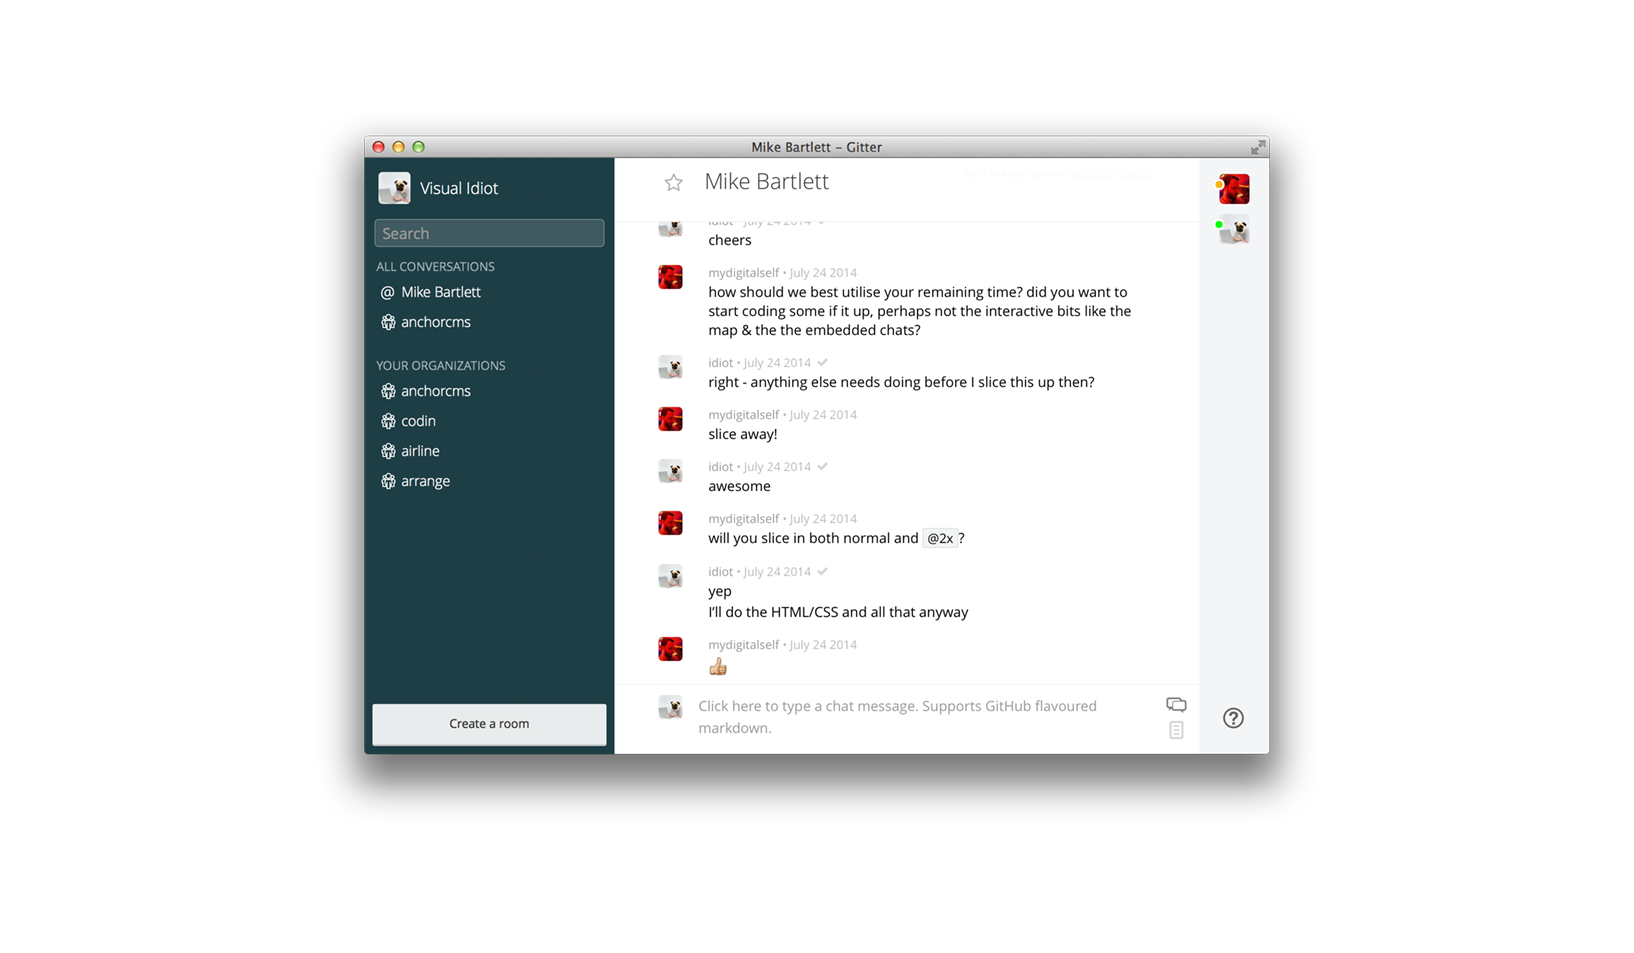 Mike Bartlett – Gitter
Visual Idiot
Search
ALL CONVERSATIONS
@ Mike Bartlett
anchorcms
YOUR ORGANIZATIONS
anchorcms
codin
airline
arrange
Create a room
Mike Bartlett
idiot • July 24 2014
cheers
mydigitalself • July 24 2014
how should we best utilise your remaining time? did you want to
start coding some if it up, perhaps not the interactive bits like the
map & the the embedded chats?
idiot • July 24 2014
right - anything else needs doing before I slice this up then?
mydigitalself • July 24 2014
slice away!
idiot • July 24 2014
awesome
mydigitalself • July 24 2014
will you slice in both normal and @2x ?
idiot • July 24 2014
yep
I’ll do the HTML/CSS and all that anyway
mydigitalself • July 24 2014
Click here to type a chat message. Supports GitHub flavoured
markdown.